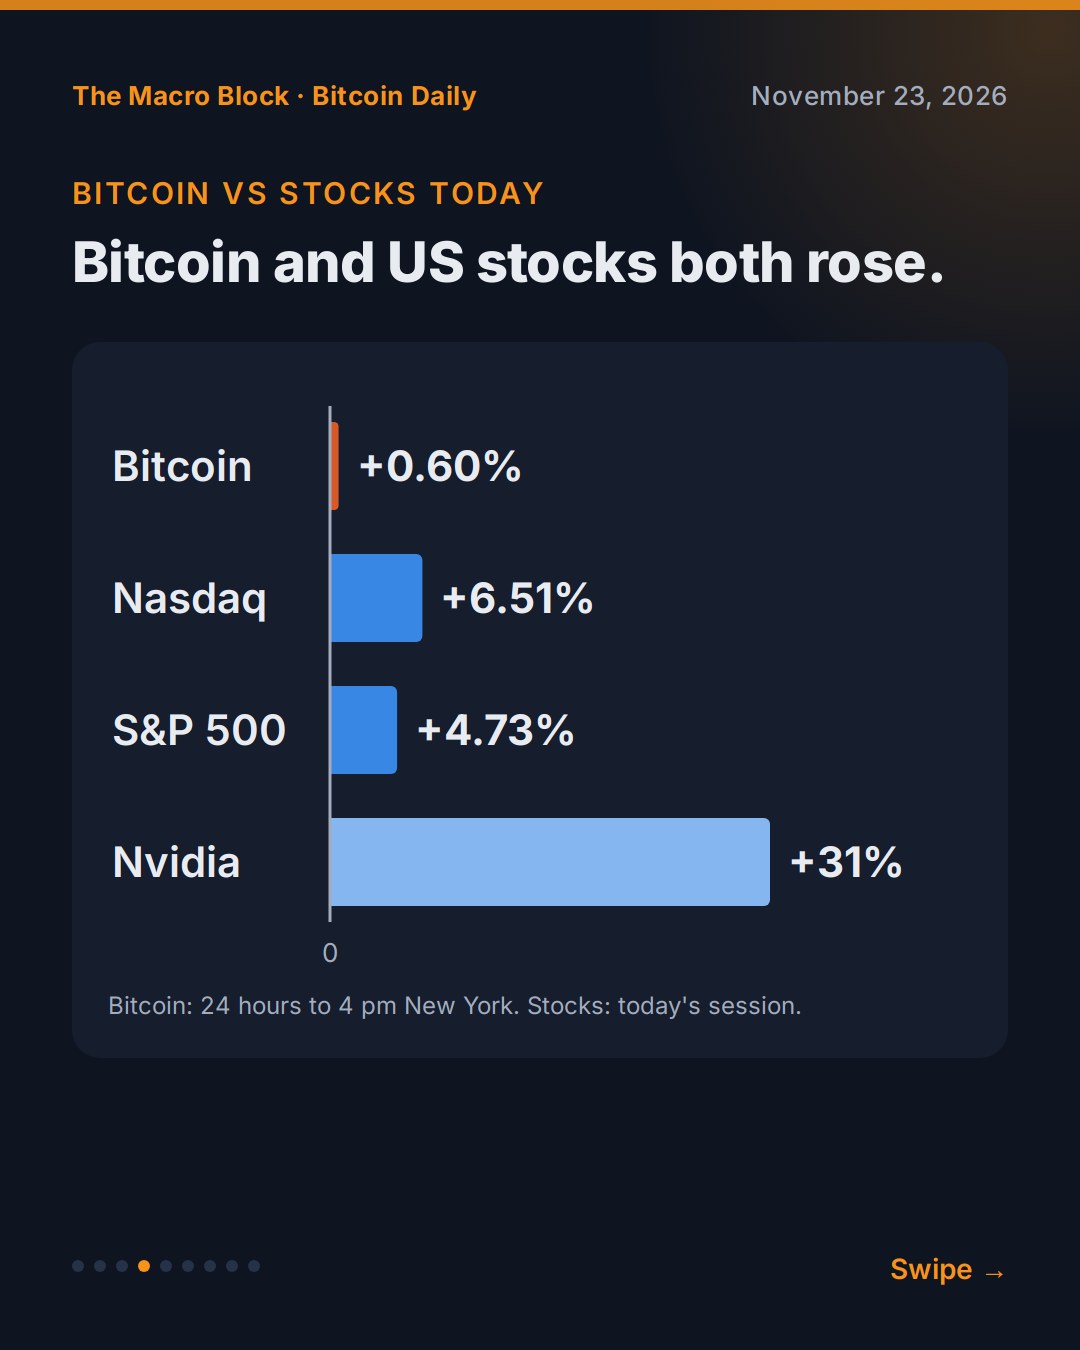 The Macro Block · Bitcoin Daily
November 23, 2026
BITCOIN VS STOCKS TODAY
Bitcoin and US stocks both rose.
Bitcoin +0.60%
Nasdaq +6.51%
S&P 500 +4.73%
Nvidia +31%
0
Bitcoin: 24 hours to 4 pm New York. Stocks: today's session.
Swipe →